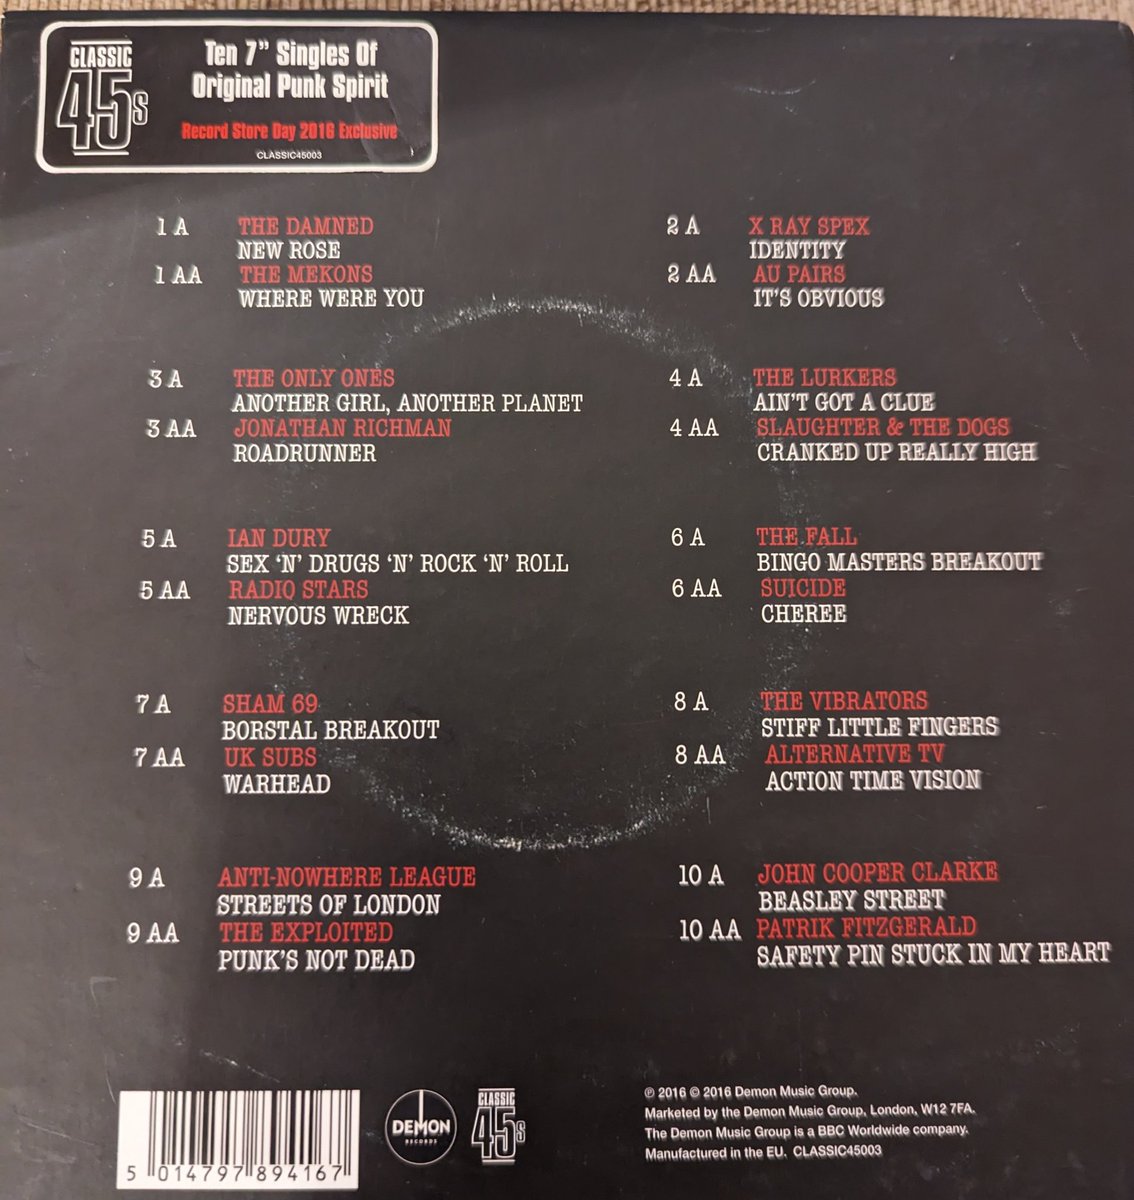 CLASSIC
45s
Ten 7” Singles Of
Original Punk Spirit
Record Store Day 2016 Exclusive
CLASSIC45003
1 A THE DAMNED
NEW ROSE
1 AA THE MEKONS
WHERE WERE YOU
2 A X RAY SPEX
IDENTITY
2 AA AU PAIRS
IT'S OBVIOUS
3 A THE ONLY ONES
ANOTHER GIRL, ANOTHER PLANET
3 AA JONATHAN RICHMAN
ROADRUNNER
4 A THE LURKERS
AIN'T GOT A CLUE
4 AA SLAUGHTER & THE DOGS
CRANKED UP REALLY HIGH
5 A IAN DURY
SEX ‘N’ DRUGS ‘N’ ROCK ‘N’ ROLL
5 AA RADIO STARS
NERVOUS WRECK
6 A THE FALL
BINGO MASTERS BREAKOUT
6 AA SUICIDE
CHEREE
7 A SHAM 69
BORSTAL BREAKOUT
7 AA UK SUBS
WARHEAD
8 A THE VIBRATORS
STIFF LITTLE FINGERS
8 AA ALTERNATIVE TV
ACTION TIME VISION
9 A ANTI-NOWHERE LEAGUE
STREETS OF LONDON
9 AA THE EXPLOITED
PUNK'S NOT DEAD
10 A JOHN COOPER CLARKE
BEASLEY STREET
10 AA PATRIK FITZGERALD
SAFETY PIN STUCK IN MY HEART
5 014797 894167
DEMON
RECORDS
CLASSIC
45s
℗ 2016 © 2016 Demon Music Group.
Marketed by the Demon Music Group, London, W12 7FA.
The Demon Music Group is a BBC Worldwide company.
Manufactured in the EU. CLASSIC45003